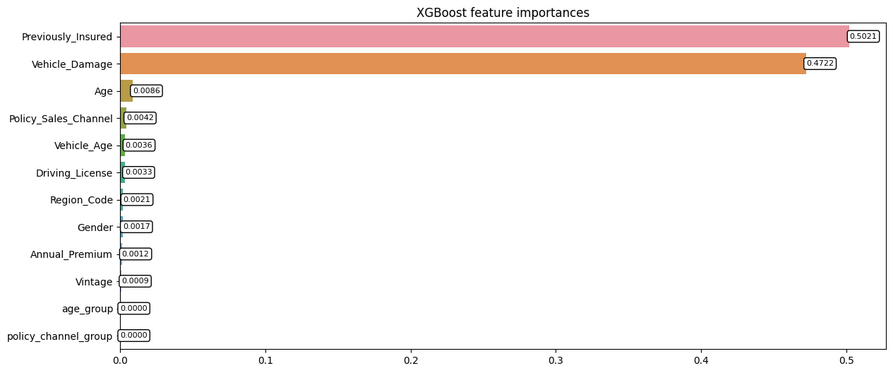 XGBoost feature importances
Previously_Insured 0.5021
Vehicle_Damage 0.4722
Age 0.0086
Policy_Sales_Channel 0.0042
Vehicle_Age 0.0036
Driving_License 0.0033
Region_Code 0.0021
Gender 0.0017
Annual_Premium 0.0012
Vintage 0.0009
age_group 0.0000
policy_channel_group 0.0000
0.0 0.1 0.2 0.3 0.4 0.5